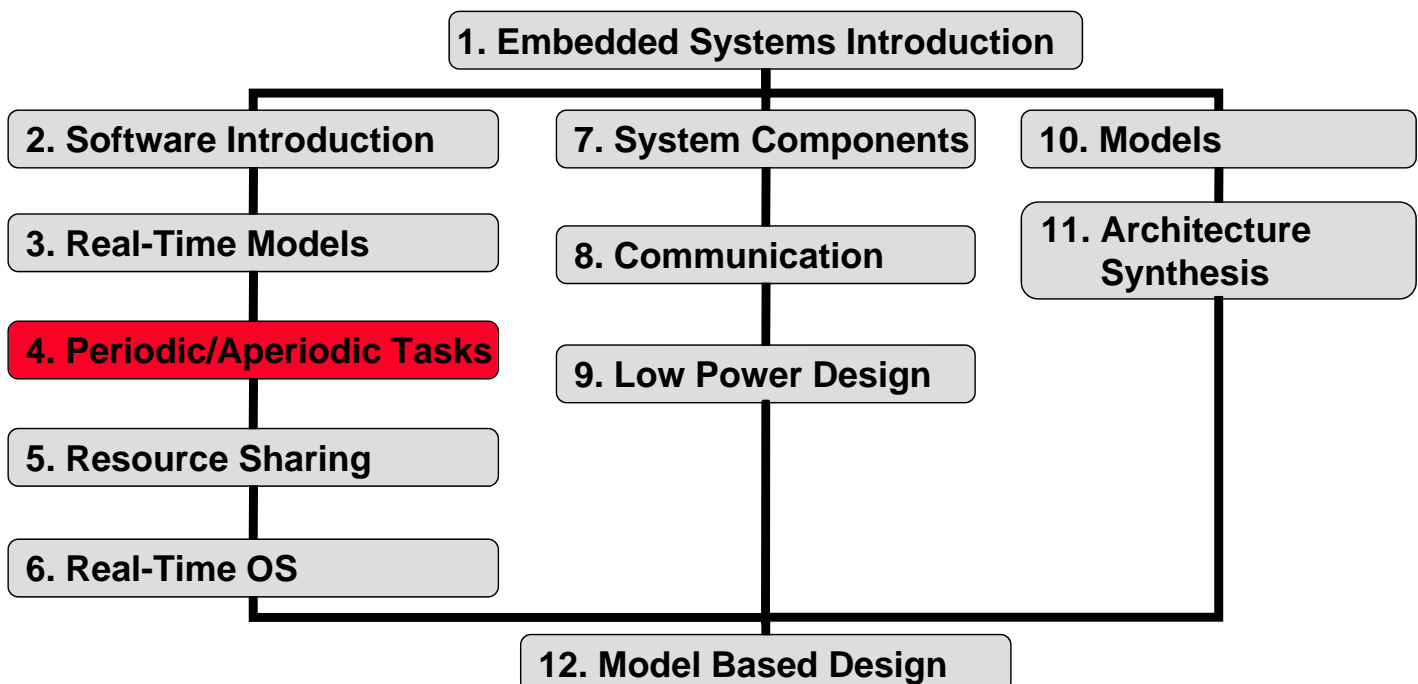 1. Embedded Systems Introduction
2. Software Introduction
7. System Components
10. Models
3. Real-Time Models
8. Communication
11. Architecture
Synthesis
4. Periodic/Aperiodic Tasks
9. Low Power Design
5. Resource Sharing
6. Real-Time OS
12. Model Based Design